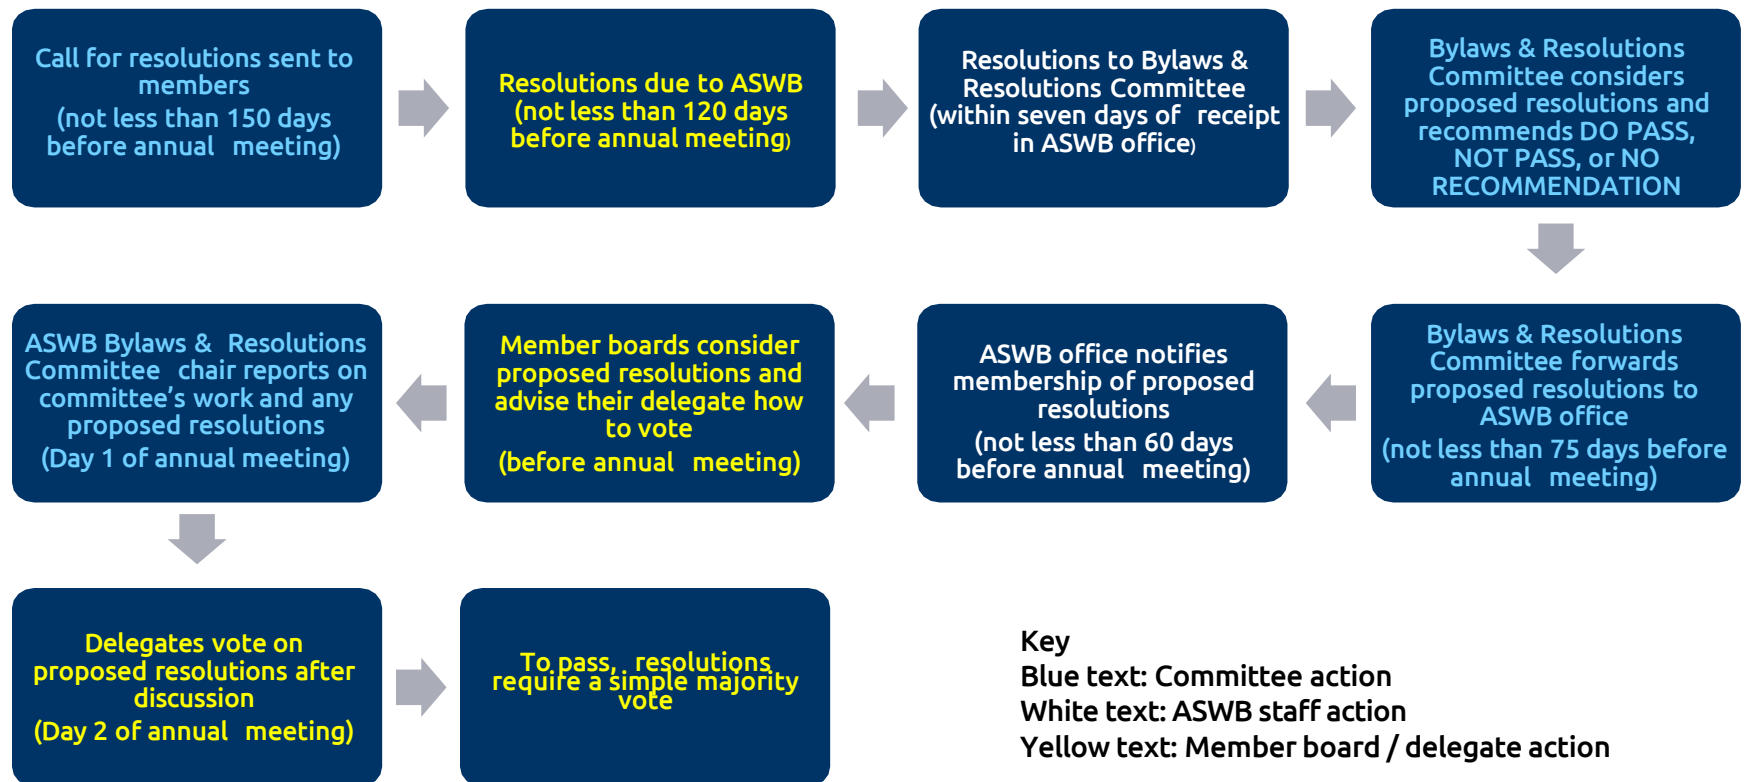 Call for resolutions sent to
members
(not less than 150 days
before annual meeting)
Resolutions due to ASWB
(not less than 120 days
before annual meeting)
Resolutions to Bylaws &
Resolutions Committee
(within seven days of receipt
in ASWB office)
Bylaws & Resolutions
Committee considers
proposed resolutions and
recommends DO PASS,
NOT PASS, or NO
RECOMMENDATION
Bylaws & Resolutions
Committee forwards
proposed resolutions to
ASWB office
(not less than 75 days before
annual meeting)
ASWB office notifies
membership of proposed
resolutions
(not less than 60 days
before annual meeting)
Member boards consider
proposed resolutions and
advise their delegate how
to vote
(before annual meeting)
ASWB Bylaws & Resolutions
Committee chair reports on
committee’s work and any
proposed resolutions
(Day 1 of annual meeting)
Delegates vote on
proposed resolutions after
discussion
(Day 2 of annual meeting)
To pass, resolutions
require a simple majority
vote
Key
Blue text: Committee action
White text: ASWB staff action
Yellow text: Member board / delegate action